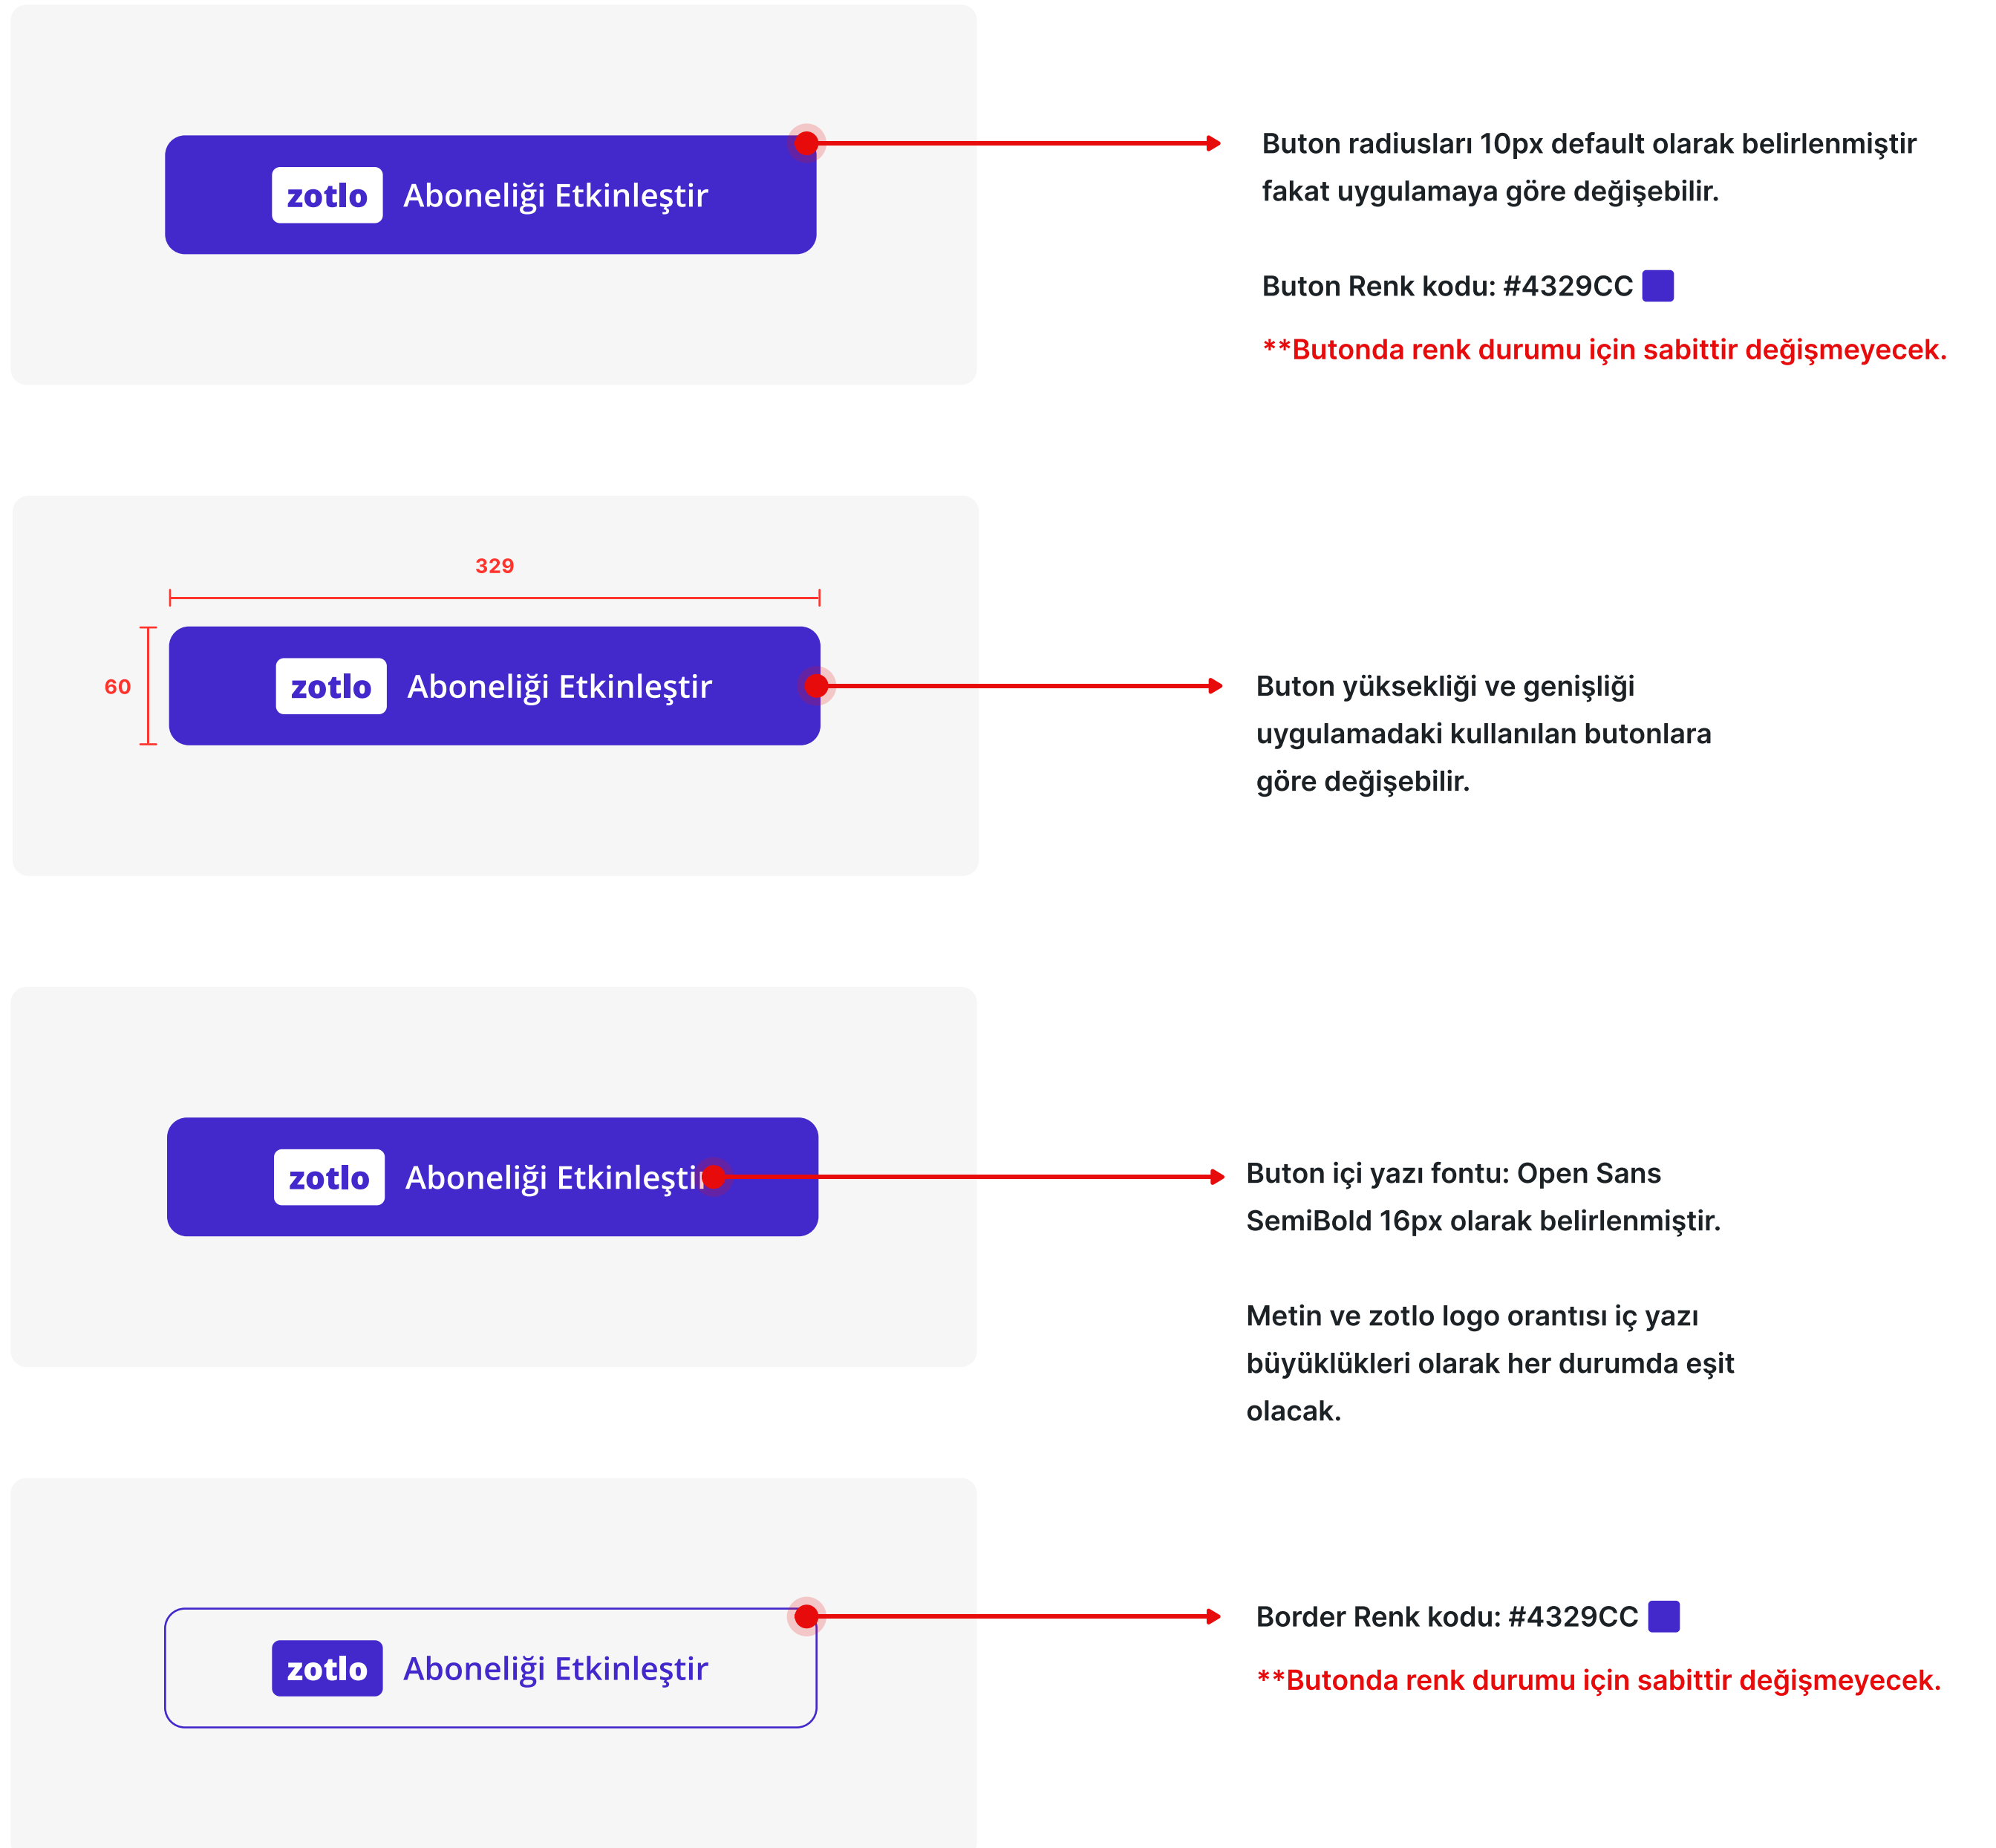 zotlo Aboneliği Etkinleştir
Buton radiusları 10px default olarak belirlenmiştir
fakat uygulamaya göre değişebilir.
Buton Renk kodu: #4329CC
**Butonda renk durumu için sabittir değişmeyecek.
329
60
zotlo Aboneliği Etkinleştir
Buton yüksekliği ve genişliği
uygulamadaki kullanılan butonlara
göre değişebilir.
zotlo Aboneliği Etkinleştir
Buton içi yazı fontu: Open Sans
SemiBold 16px olarak belirlenmiştir.
Metin ve zotlo logo orantısı iç yazı
büyüklükleri olarak her durumda eşit
olacak.
zotlo Aboneliği Etkinleştir
Border Renk kodu: #4329CC
**Butonda renk durumu için sabittir değişmeyecek.